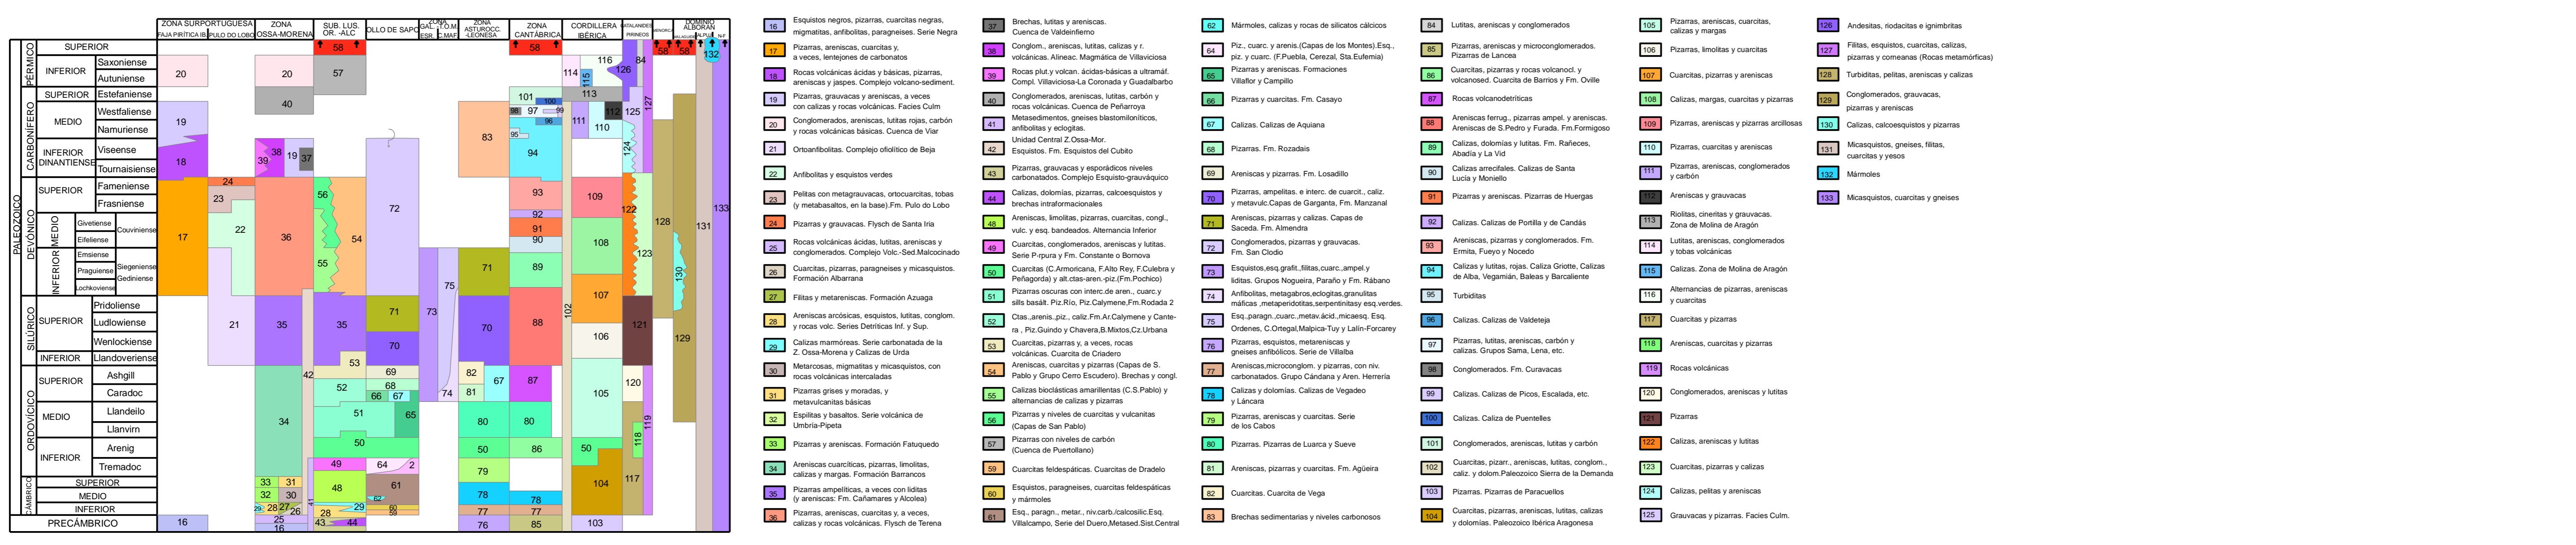 ZONA SURPORTUGUESA
FAJA PIRÍTICA IB.
PULO DO LOBO
ZONA
OSSA-MORENA
SUB. LUS.
OR. -ALC
OLLO DE SAPO
ZONA
GAL.
ESR.
T.O.M.
C.MAF.
ZONA
ASTUROCC.
-LEONESA
ZONA
CANTÁBRICA
CORDILLERA
IBÉRICA
CATALANIDES
PIRINEOS
MENORCA
DOMINIO
ALBORAN
MALAGUIDE
ALPUJ.
N-F
PALEOZOICO
PÉRMICO
CARBONÍFERO
DEVÓNICO
SILÚRICO
ORDOVÍCICO
CÁMBRICO
PRECÁMBRICO
SUPERIOR
INFERIOR
Saxoniense
Autuniense
SUPERIOR
Estefaniense
MEDIO
Westfaliense
Namuriense
INFERIOR
DINANTIENSE
Viseense
Tournaisiense
SUPERIOR
Fameniense
Frasniense
MEDIO
Givetiense
Eifeliense
Couviniense
INFERIOR
Emsiense
Praguiense
Lochkoviense
Siegeniense
Gediniense
SUPERIOR
Pridoliense
Ludlowiense
Wenlockiense
INFERIOR
Llandoveriense
SUPERIOR
Ashgill
Caradoc
MEDIO
Llandeilo
Llanvirn
INFERIOR
Arenig
Tremadoc
SUPERIOR
MEDIO
INFERIOR
16 Esquistos negros, pizarras, cuarcitas negras,
migmatitas, anfibolitas, paragneises. Serie Negra
17 Pizarras, areniscas, cuarcitas y,
a veces, lentejones de carbonatos
18 Rocas volcánicas ácidas y básicas, pizarras,
areniscas y jaspes. Complejo volcano-sediment.
19 Pizarras, grauvacas y areniscas, a veces
con calizas y rocas volcánicas. Facies Culm
20 Conglomerados, areniscas, lutitas rojas, carbón
y rocas volcánicas básicas. Cuenca de Viar
21 Ortoanfibolitas. Complejo ofiolítico de Beja
22 Anfibolitas y esquistos verdes
23 Pelitas con metagrauvacas, ortocuarcitas, tobas
(y metabasaltos, en la base).Fm. Pulo do Lobo
24 Pizarras y grauvacas. Flysch de Santa Iria
25 Rocas volcánicas ácidas, lutitas, areniscas y
conglomerados. Complejo Volc.-Sed.Malcocinado
26 Cuarcitas, pizarras, paragneises y micasquistos.
Formación Albarrana
27 Filitas y metareniscas. Formación Azuaga
28 Areniscas arcósicas, esquistos, lutitas, conglom.
y rocas volc. Series Detríticas Inf. y Sup.
29 Calizas marmóreas. Serie carbonatada de la
Z. Ossa-Morena y Calizas de Urda
30 Metarcosas, migmatitas y micasquistos, con
rocas volcánicas intercaladas
31 Pizarras grises y moradas, y
metavulcanitas básicas
32 Espilitas y basaltos. Serie volcánica de
Umbría-Pipeta
33 Pizarras y areniscas. Formación Fatuquedo
34 Areniscas cuarcíticas, pizarras, limolitas,
calizas y margas. Formación Barrancos
35 Pizarras ampelíticas, a veces con liditas
(y areniscas: Fm. Cañamares y Alcolea)
36 Pizarras, areniscas, cuarcitas y, a veces,
calizas y rocas volcánicas. Flysch de Terena
37 Brechas, lutitas y areniscas.
Cuenca de Valdeinfierno
38 Conglom., areniscas, lutitas, calizas y r.
volcánicas. Alineac. Magmática de Villaviciosa
39 Rocas plut.y volcan. ácidas-básicas a ultramáf.
Compl. Villaviciosa-La Coronada y Guadalbarbo
40 Conglomerados, areniscas, lutitas, carbón y
rocas volcánicas. Cuenca de Peñarroya
41 Metasedimentos, gneises blastomiloníticos,
anfibolitas y eclogitas.
Unidad Central Z.Ossa-Mor.
42 Esquistos. Fm. Esquistos del Cubito
43 Pizarras, grauvacas y esporádicos niveles
carbonatados. Complejo Esquisto-grauváquico
44 Calizas, dolomías, pizarras, calcoesquistos y
brechas intraformacionales
48 Areniscas, limolitas, pizarras, cuarcitas, congl.,
vulc. y esq. bandeados. Alternancia Inferior
49 Cuarcitas, conglomerados, areniscas y lutitas.
Serie P-rpura y Fm. Constante o Bornova
50 Cuarcitas (C.Armoricana, F.Alto Rey, F.Culebra y
Peñagorda) y alt.ctas-aren.-piz.(Fm.Pochico)
51 Pizarras oscuras con interc.de aren., cuarc.y
sills basált. Piz.Río, Piz.Calymene,Fm.Rodada 2
52 Ctas.,arenis.,piz., caliz.Fm.Ar.Calymene y Cante-
ra , Piz.Guindo y Chavera,B.Mixtos,Cz.Urbana
53 Cuarcitas, pizarras y, a veces, rocas
volcánicas. Cuarcita de Criadero
54 Areniscas, cuarcitas y pizarras (Capas de S.
Pablo y Grupo Cerro Escudero). Brechas y congl.
55 Calizas bioclásticas amarillentas (C.S.Pablo) y
alternancias de calizas y pizarras
56 Pizarras y niveles de cuarcitas y vulcanitas
(Capas de San Pablo)
57 Pizarras con niveles de carbón
(Cuenca de Puertollano)
59 Cuarcitas feldespáticas. Cuarcitas de Dradelo
60 Esquistos, paragneises, cuarcitas feldespáticas
y mármoles
61 Esq., paragn., metar., niv.carb./calcosilic.Esq.
Villalcampo, Serie del Duero,Metased.Sist.Central
62 Mármoles, calizas y rocas de silicatos cálcicos
64 Piz., cuarc. y arenis.(Capas de los Montes).Esq.,
piz. y cuarc. (F.Puebla, Cerezal, Sta.Eufemia)
65 Pizarras y areniscas. Formaciones
Villaflor y Campillo
66 Pizarras y cuarcitas. Fm. Casayo
67 Calizas. Calizas de Aquiana
68 Pizarras. Fm. Rozadais
69 Areniscas y pizarras. Fm. Losadillo
70 Pizarras, ampelitas. e interc. de cuarcit., caliz.
y metavulc.Capas de Garganta, Fm. Manzanal
71 Areniscas, pizarras y calizas. Capas de
Saceda. Fm. Almendra
72 Conglomerados, pizarras y grauvacas.
Fm. San Clodio
73 Esquistos,esq.grafit.,filitas,cuarc.,ampel.y
liditas. Grupos Nogueira, Paraño y Fm. Rábano
74 Anfibolitas, metagabros,eclogitas,granulitas
máficas ,metaperidotitas,serpentinitasy esq.verdes.
75 Esq.,paragn.,cuarc.,metav.ácid.,micaesq. Esq.
Ordenes, C.Ortegal,Malpica-Tuy y Lalín-Forcarey
76 Pizarras, esquistos, metareniscas y
gneises anfibólicos. Serie de Villalba
77 Areniscas,microconglom. y pizarras, con niv.
carbonatados. Grupo Cándana y Aren. Herrería
78 Calizas y dolomías. Calizas de Vegadeo
y Láncara
79 Pizarras, areniscas y cuarcitas. Serie
de los Cabos
80 Pizarras. Pizarras de Luarca y Sueve
81 Areniscas, pizarras y cuarcitas. Fm. Agüeira
82 Cuarcitas. Cuarcita de Vega
83 Brechas sedimentarias y niveles carbonosos
84 Lutitas, areniscas y conglomerados
85 Pizarras, areniscas y microconglomerados.
Pizarras de Lancea
86 Cuarcitas, pizarras y rocas volcanocl. y
volcanosed. Cuarcita de Barrios y Fm. Oville
87 Rocas volcanodetríticas
88 Areniscas ferrug., pizarras ampel. y areniscas.
Areniscas de S.Pedro y Furada. Fm.Formigoso
89 Calizas, dolomías y lutitas. Fm. Rañeces,
Abadía y La Vid
90 Calizas arrecifales. Calizas de Santa
Lucía y Moniello
91 Pizarras y areniscas. Pizarras de Huergas
92 Calizas. Calizas de Portilla y de Candás
93 Areniscas, pizarras y conglomerados. Fm.
Ermita, Fueyo y Nocedo
94 Calizas y lutitas, rojas. Caliza Griotte, Calizas
de Alba, Vegamián, Baleas y Barcaliente
95 Turbiditas
96 Calizas. Calizas de Valdeteja
97 Pizarras, lutitas, areniscas, carbón y
calizas. Grupos Sama, Lena, etc.
98 Conglomerados. Fm. Curavacas
99 Calizas. Calizas de Picos, Escalada, etc.
100 Calizas. Caliza de Puentelles
101 Conglomerados, areniscas, lutitas y carbón
102 Cuarcitas, pizarr., areniscas, lutitas, conglom.,
caliz. y dolom.Paleozoico Sierra de la Demanda
103 Pizarras. Pizarras de Paracuellos
104 Cuarcitas, pizarras, areniscas, lutitas, calizas
y dolomías. Paleozoico Ibérica Aragonesa
105 Pizarras, areniscas, cuarcitas,
calizas y margas
106 Pizarras, limolitas y cuarcitas
107 Cuarcitas, pizarras y areniscas
108 Calizas, margas, cuarcitas y pizarras
109 Pizarras, areniscas y pizarras arcillosas
110 Pizarras, cuarcitas y areniscas
111 Pizarras, areniscas, conglomerados
y carbón
112 Areniscas y grauvacas
113 Riolitas, cineritas y grauvacas.
Zona de Molina de Aragón
114 Lutitas, areniscas, conglomerados
y tobas volcánicas
115 Calizas. Zona de Molina de Aragón
116 Alternancias de pizarras, areniscas
y cuarcitas
117 Cuarcitas y pizarras
118 Areniscas, cuarcitas y pizarras
119 Rocas volcánicas
120 Conglomerados, areniscas y lutitas
121 Pizarras
122 Calizas, areniscas y lutitas
123 Cuarcitas, pizarras y calizas
124 Calizas, pelitas y areniscas
125 Grauvacas y pizarras. Facies Culm.
126 Andesitas, riodacitas e ignimbritas
127 Filitas, esquistos, cuarcitas, calizas,
pizarras y corneanas (Rocas metamórficas)
128 Turbiditas, pelitas, areniscas y calizas
129 Conglomerados, grauvacas,
pizarras y areniscas
130 Calizas, calcoesquistos y pizarras
131 Micasquistos, gneises, filitas,
cuarcitas y yesos
132 Mármoles
133 Micasquistos, cuarcitas y gneises